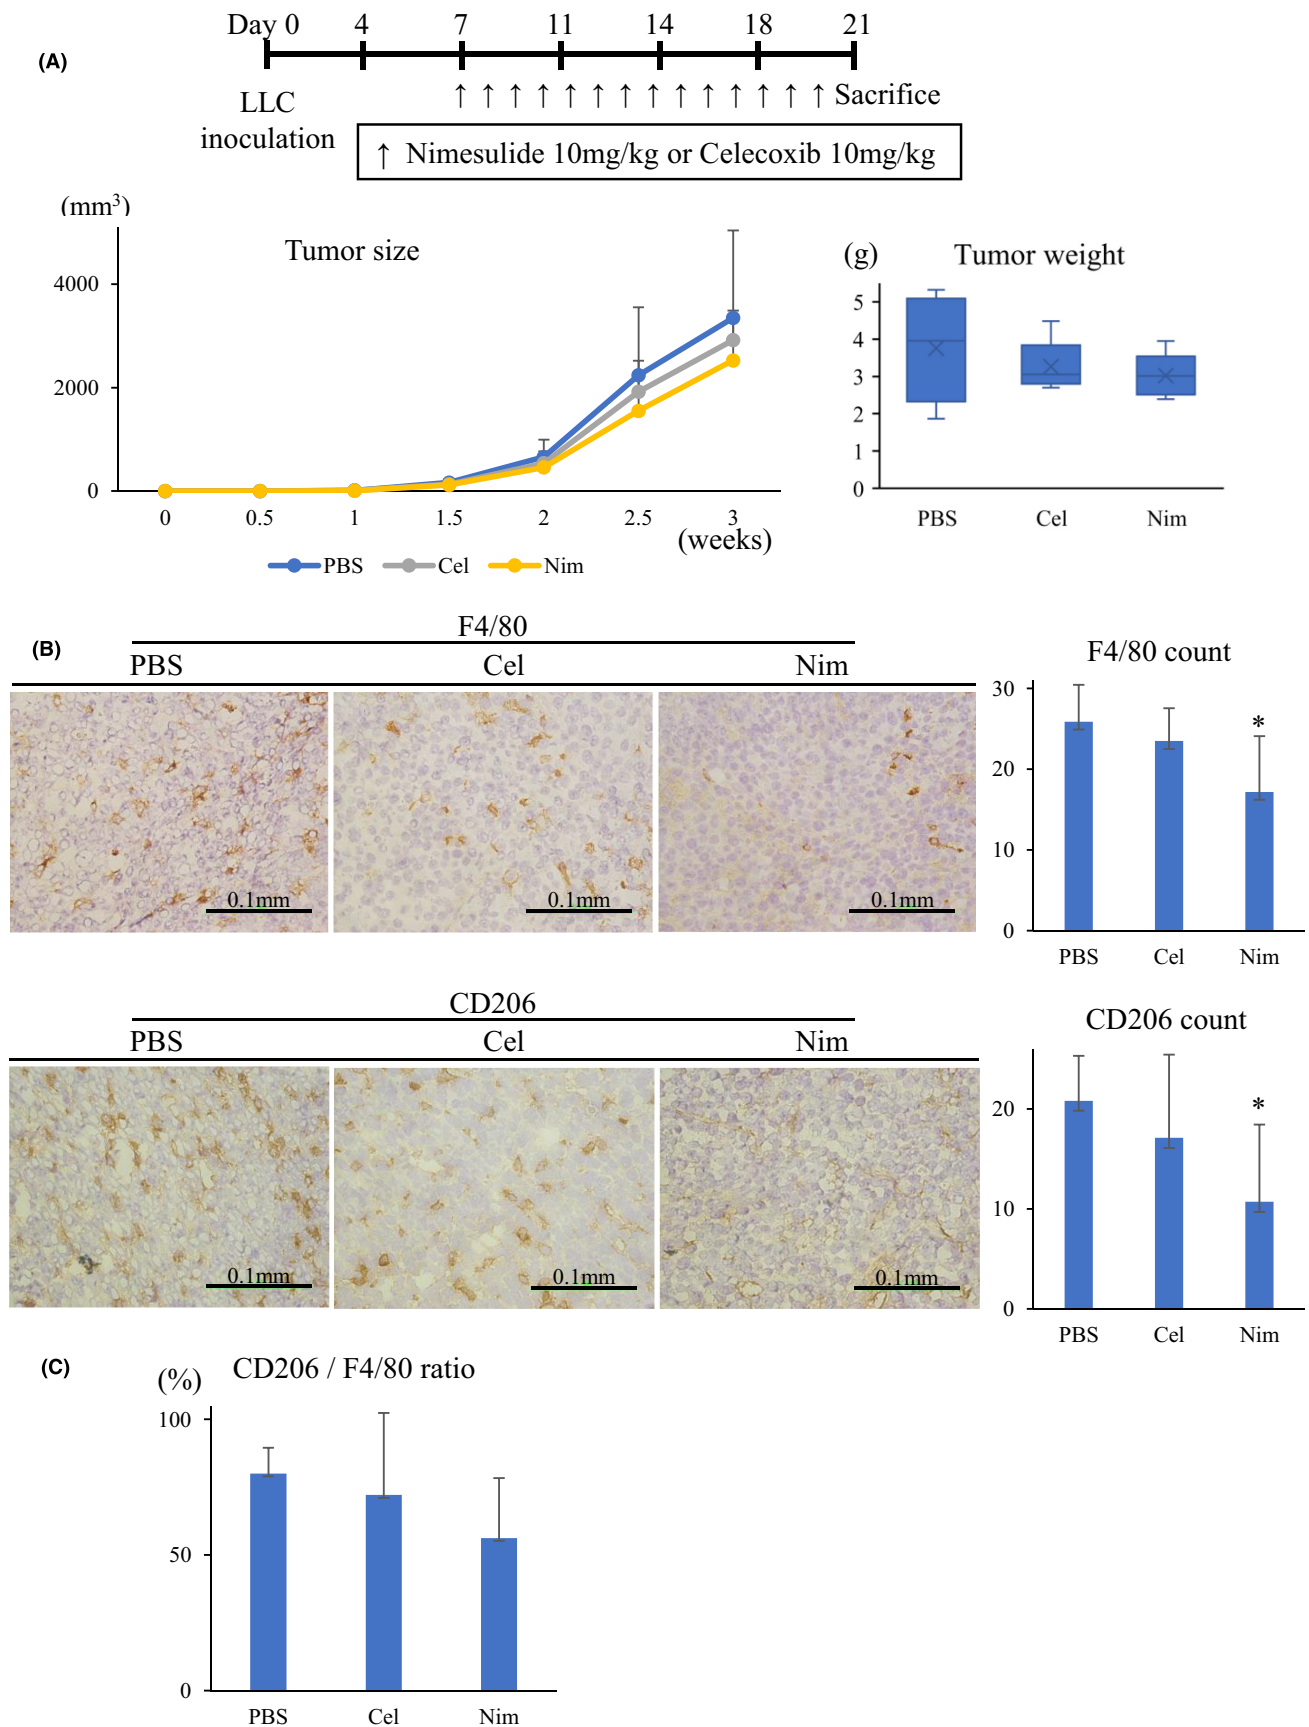 (A)
Day 0 4 7 11 14 18 21
LLC
inoculation
↑ ↑ ↑ ↑ ↑ ↑ ↑ ↑ ↑ ↑ ↑ ↑ ↑ ↑ Sacrifice
↑ Nimesulide 10mg/kg or Celecoxib 10mg/kg
(mm³)
Tumor size
4000
2000
0
0 0.5 1 1.5 2 2.5 3
(weeks)
PBS Cel Nim
(g) Tumor weight
5
4
3
2
1
0
PBS Cel Nim
(B)
F4/80
PBS Cel Nim
0.1mm 0.1mm 0.1mm
F4/80 count
30
20
10
0
*
PBS Cel Nim
CD206
PBS Cel Nim
0.1mm 0.1mm 0.1mm
CD206 count
20
10
0
*
PBS Cel Nim
(C)
(%) CD206 / F4/80 ratio
100
50
0
PBS Cel Nim